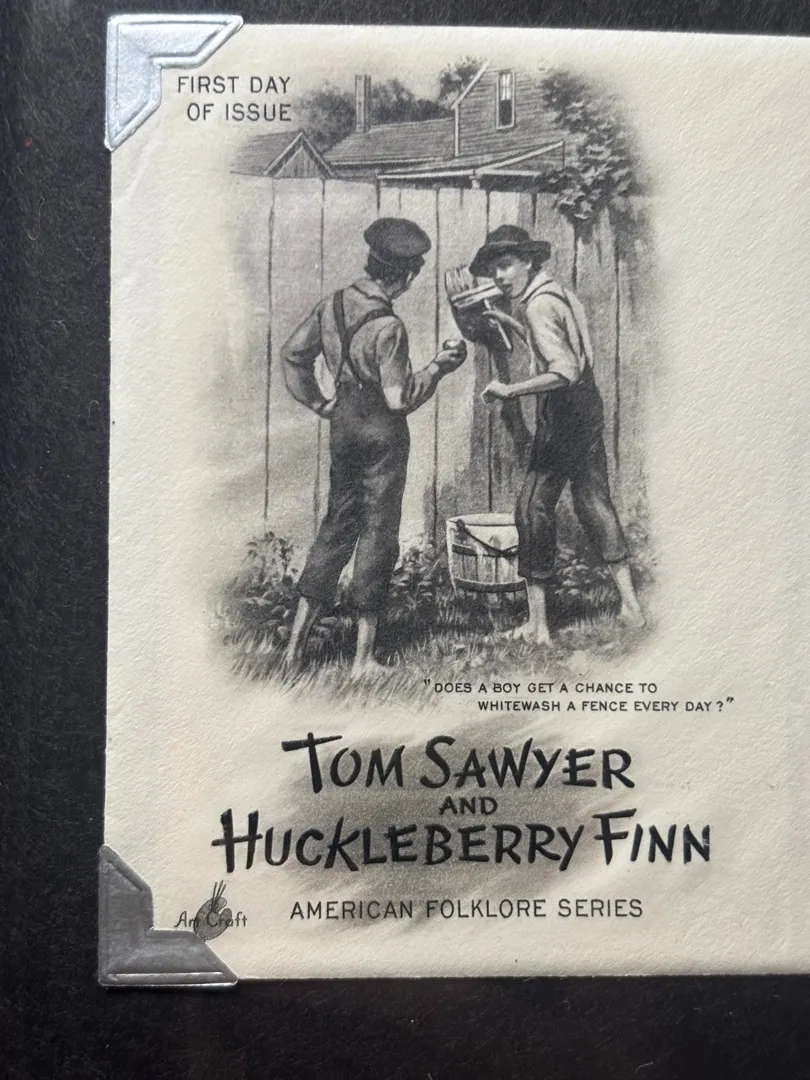 FIRST DAY
OF ISSUE
"DOES A BOY GET A CHANCE TO
WHITEWASH A FENCE EVERY DAY?"
TOM SAWYER
AND
HUCKLEBERRY FINN
Art Craft
AMERICAN FOLKLORE SERIES